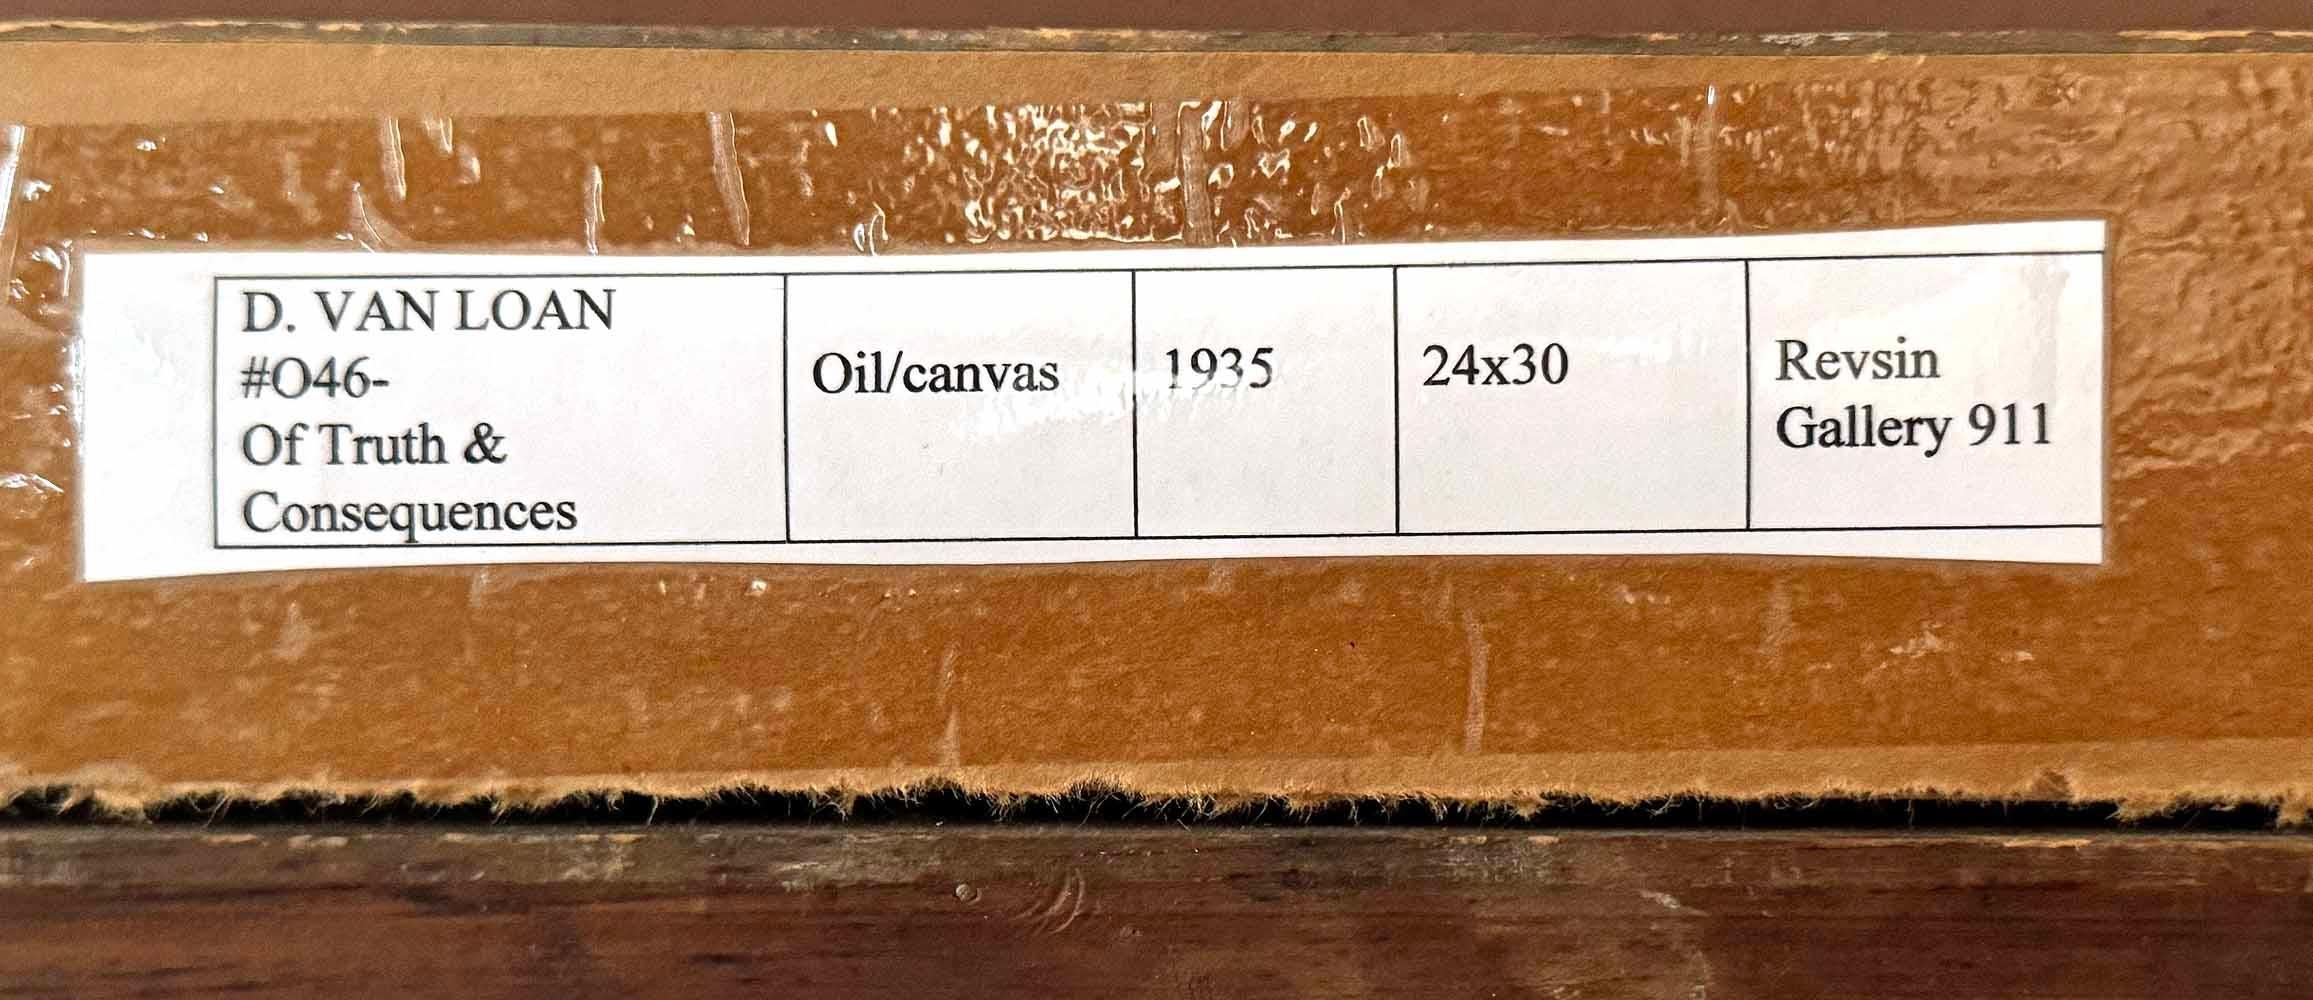 D. VAN LOAN
#O46-
Of Truth &
Consequences
Oil/canvas
1935
24x30
Revsin
Gallery 911